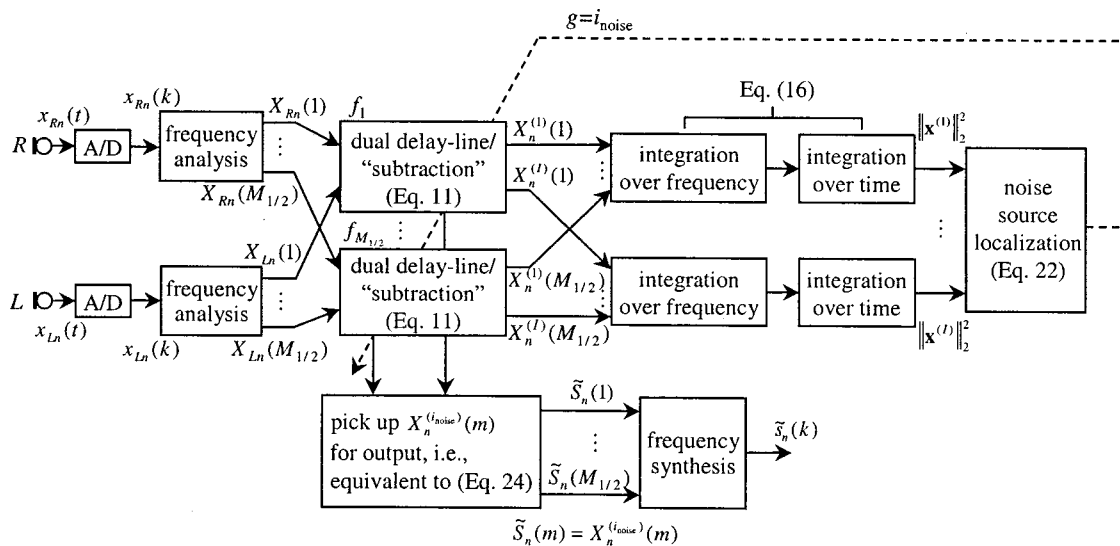 g=i_noise
Eq. (16)
x_Rn(t)
x_Rn(k)
X_Rn(1)
f_1
X_n^(1)(1)
‖x^(1)‖_2^2
R
A/D
frequency
analysis
⋮
dual delay-line/
“subtraction”
(Eq. 11)
X_n^(I)(1)
⋮
integration
over frequency
integration
over time
X_Rn(M_1/2)
noise
source
localization
(Eq. 22)
f_M_1/2
⋮
⋮
X_Ln(1)
dual delay-line/
“subtraction”
(Eq. 11)
X_n^(1)(M_1/2)
L
A/D
frequency
analysis
⋮
⋮
integration
over frequency
integration
over time
x_Ln(t)
x_Ln(k)
X_Ln(M_1/2)
X_n^(I)(M_1/2)
‖x^(I)‖_2^2
pick up X_n^(i_noise)(m)
for output, i.e.,
equivalent to (Eq. 24)
S̃_n(1)
⋮
S̃_n(M_1/2)
frequency
synthesis
s̃_n(k)
S̃_n(m) = X_n^(i_noise)(m)